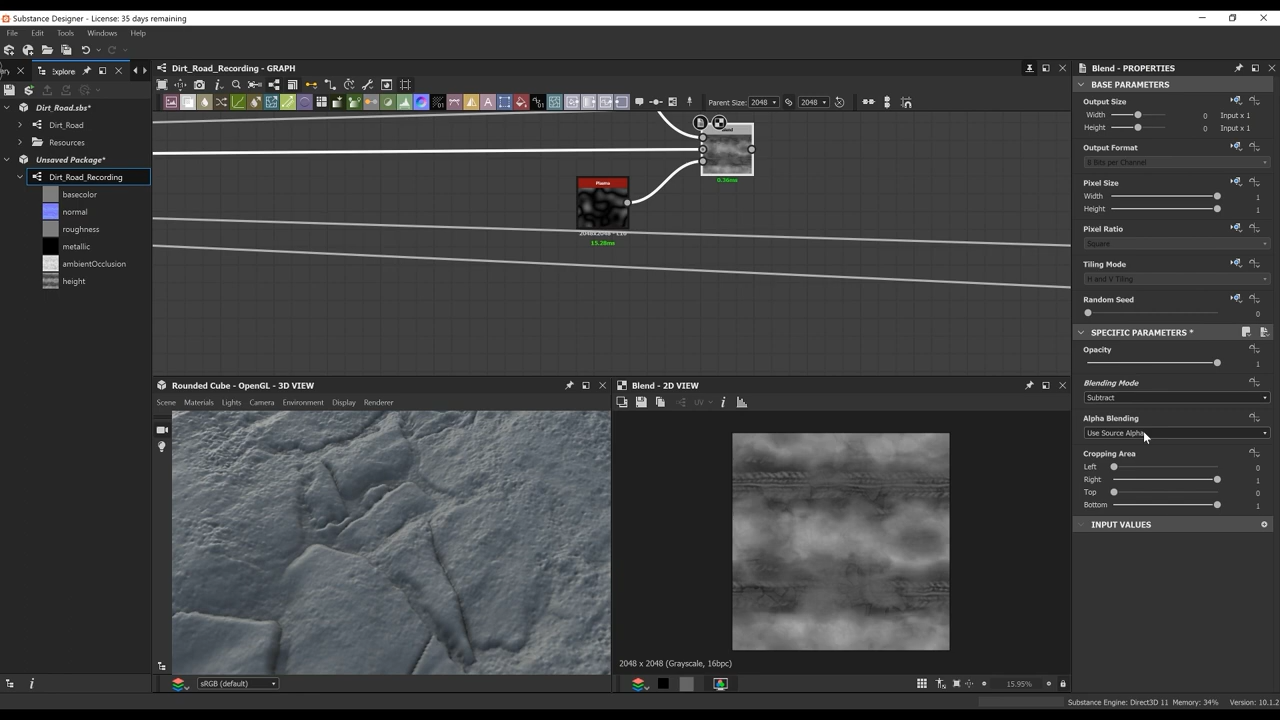 Substance Designer - License: 35 days remaining
File Edit Tools Windows Help
Explore
Dirt_Road_Recording - GRAPH
Blend - PROPERTIES
Parent Size: 2048 2048
Dirt_Road.sbs*
Dirt_Road
Resources
Unsaved Package*
Dirt_Road_Recording
basecolor
normal
roughness
metallic
ambientOcclusion
height
0.36ms
Plasma
15.28ms
BASE PARAMETERS
Output Size
Width 0 Input x 1
Height 0 Input x 1
Output Format
8 Bits per Channel
Pixel Size
Width 1
Height 1
Pixel Ratio
Square
Tiling Mode
H and V Tiling
Random Seed
0
SPECIFIC PARAMETERS *
Opacity
1
Blending Mode
Subtract
Alpha Blending
Use Source Alpha
Cropping Area
Left 0
Right 1
Top 0
Bottom 1
INPUT VALUES
Rounded Cube - OpenGL - 3D VIEW
Scene Materials Lights Camera Environment Display Renderer
sRGB (default)
Blend - 2D VIEW
UV
2048 x 2048 (Grayscale, 16bpc)
15.95%
Substance Engine: Direct3D 11 Memory: 34% Version: 10.1.2